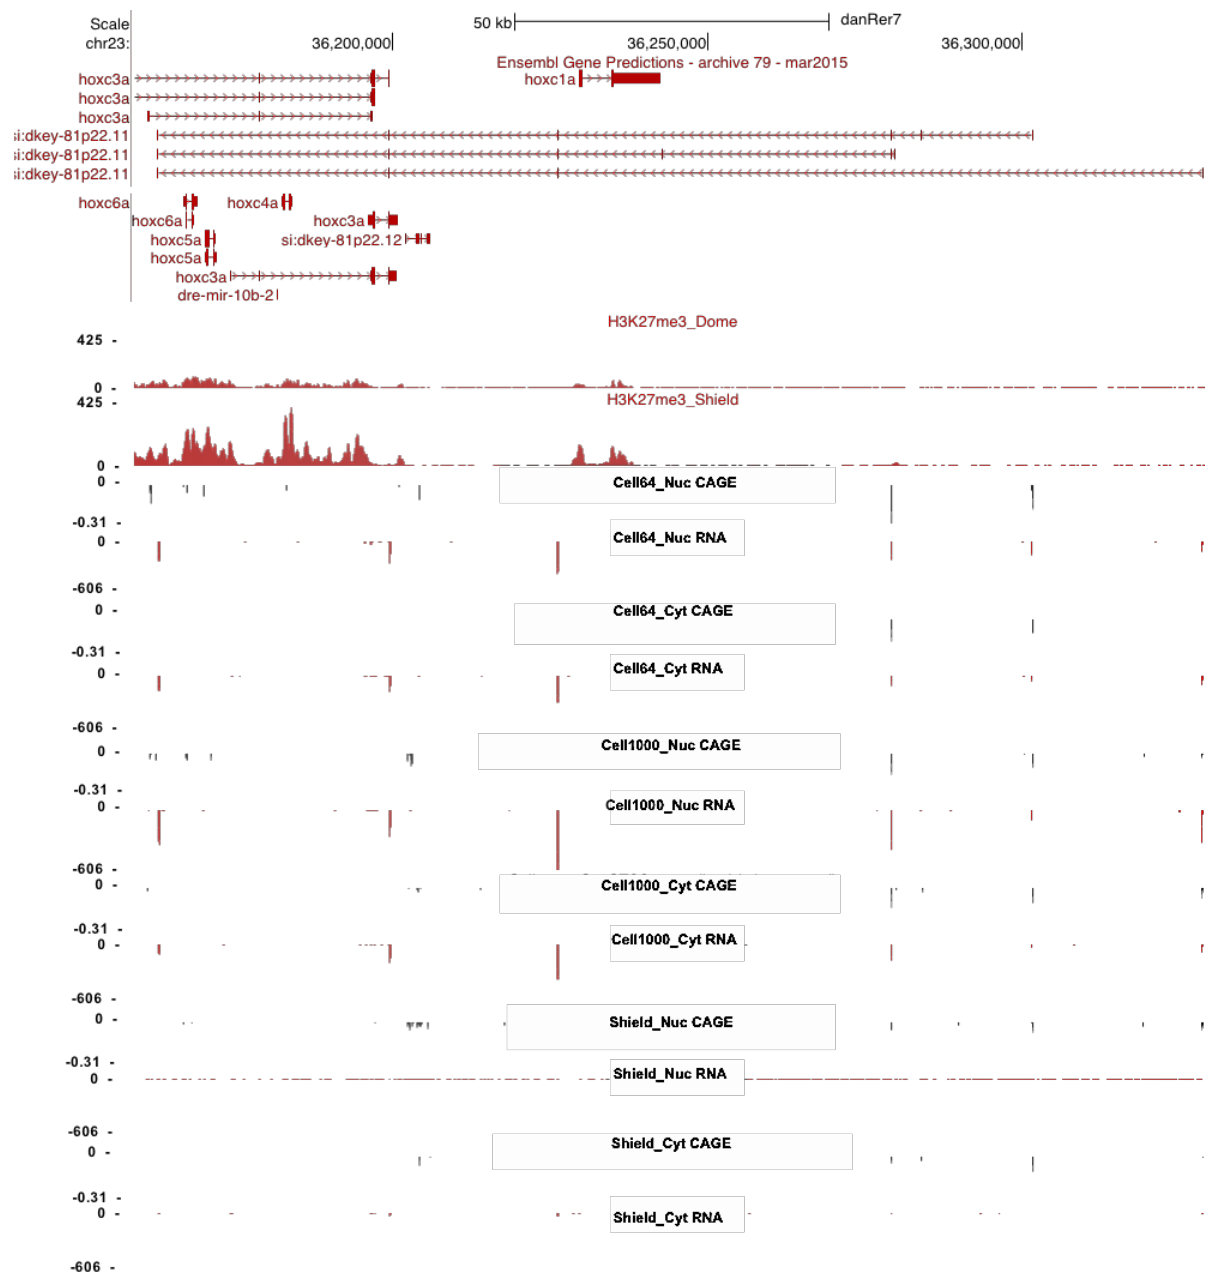 Scale 50 kb danRer7
chr23: 36,200,000 36,250,000 36,300,000
Ensembl Gene Predictions - archive 79 - mar2015
hoxc3a hoxc1a
hoxc3a
hoxc3a
si:dkey-81p22.11
si:dkey-81p22.11
si:dkey-81p22.11
hoxc6a hoxc4a
hoxc6a hoxc3a
hoxc5a si:dkey-81p22.12
hoxc5a
hoxc3a
dre-mir-10b-2
H3K27me3_Dome
425 -
0 -
H3K27me3_Shield
425 -
0 -
Cell64_Nuc CAGE
0 -
-0.31 -
Cell64_Nuc RNA
0 -
-606 -
Cell64_Cyt CAGE
0 -
-0.31 -
Cell64_Cyt RNA
0 -
-606 -
Cell1000_Nuc CAGE
0 -
-0.31 -
Cell1000_Nuc RNA
0 -
-606 -
Cell1000_Cyt CAGE
0 -
-0.31 -
Cell1000_Cyt RNA
0 -
-606 -
Shield_Nuc CAGE
0 -
-0.31 -
Shield_Nuc RNA
0 -
-606 -
Shield_Cyt CAGE
0 -
-0.31 -
Shield_Cyt RNA
0 -
-606 -